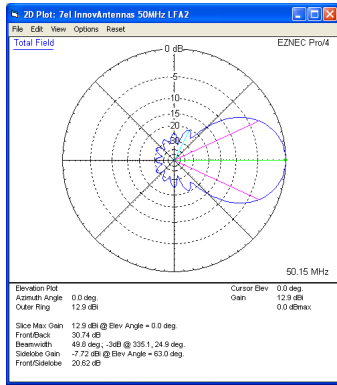 2D Plot: 7el InnovAntennas 50MHz LFA2
File Edit View Options Reset
Total Field
EZNEC Pro/4
0 dB
-5
-10
-15
-20
-30
50.15 MHz
Elevation Plot
Cursor Elev 0.0 deg.
Azimuth Angle 0.0 deg.
Gain 12.9 dBi
Outer Ring 12.9 dBi
0.0 dBmax
Slice Max Gain 12.9 dBi @ Elev Angle = 0.0 deg.
Front/Back 30.74 dB
Beamwidth 49.8 deg.; -3dB @ 335.1, 24.9 deg.
Sidelobe Gain -7.72 dBi @ Elev Angle = 63.0 deg.
Front/Sidelobe 20.62 dB